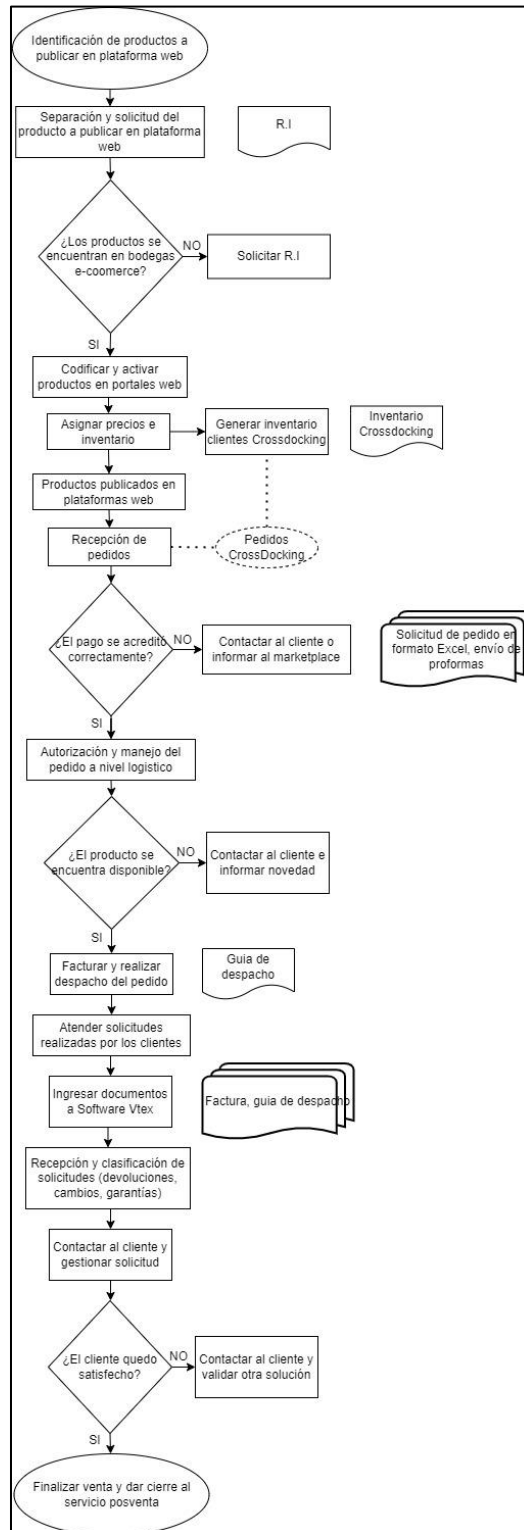 Identificación de productos a
publicar en plataforma web
Separación y solicitud del
producto a publicar en plataforma
web
R.I
¿Los productos se
encuentran en bodegas
e-coomerce?
NO
Solicitar R.I
SI
Codificar y activar
productos en portales web
Asignar precios e
inventario
Generar inventario
clientes Crossdocking
Inventario
Crossdocking
Productos publicados en
plataformas web
Recepción de
pedidos
Pedidos
CrossDocking
¿El pago se acreditó
correctamente?
NO
Contactar al cliente o
informar al marketplace
Solicitud de pedido en
formato Excel, envío de
proformas
SI
Autorización y manejo del
pedido a nivel logistico
¿El producto se
encuentra disponible?
NO
Contactar al cliente e
informar novedad
SI
Facturar y realizar
despacho del pedido
Guia de
despacho
Atender solicitudes
realizadas por los clientes
Ingresar documentos
a Software Vtex
Factura, guia de despacho
Recepción y clasificación de
solicitudes (devoluciones,
cambios, garantías)
Contactar al cliente y
gestionar solicitud
¿El cliente quedo
satisfecho?
NO
Contactar al cliente y
validar otra solución
SI
Finalizar venta y dar cierre al
servicio posventa